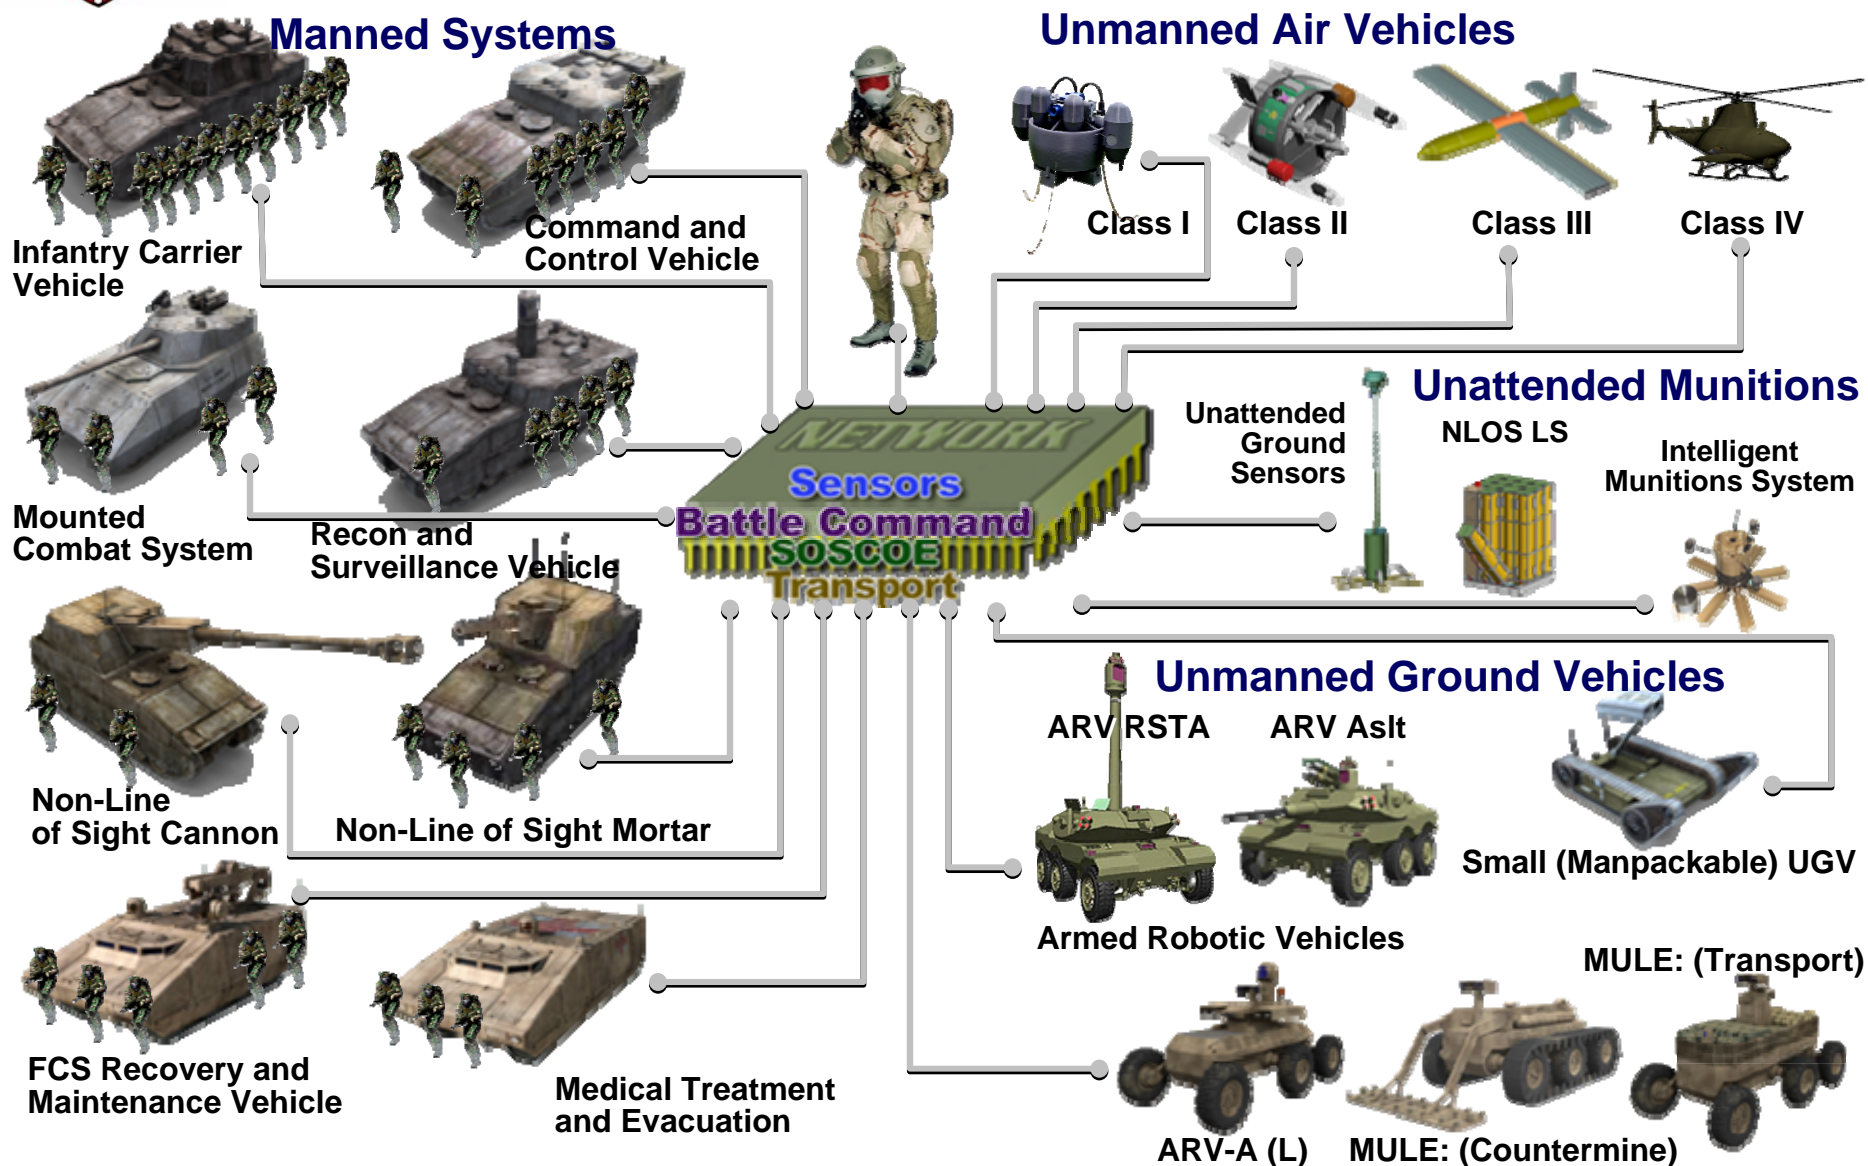 Manned Systems
Unmanned Air Vehicles
Infantry Carrier
Vehicle
Command and
Control Vehicle
Class I
Class II
Class III
Class IV
Mounted
Combat System
Recon and
Surveillance Vehicle
NETWORK
Sensors
Battle Command
SOSCOE
Transport
Unattended Munitions
Unattended
Ground
Sensors
NLOS LS
Intelligent
Munitions System
Non-Line
of Sight Cannon
Non-Line of Sight Mortar
Unmanned Ground Vehicles
ARV RSTA
ARV Aslt
Small (Manpackable) UGV
Armed Robotic Vehicles
FCS Recovery and
Maintenance Vehicle
Medical Treatment
and Evacuation
MULE: (Transport)
ARV-A (L)
MULE: (Countermine)